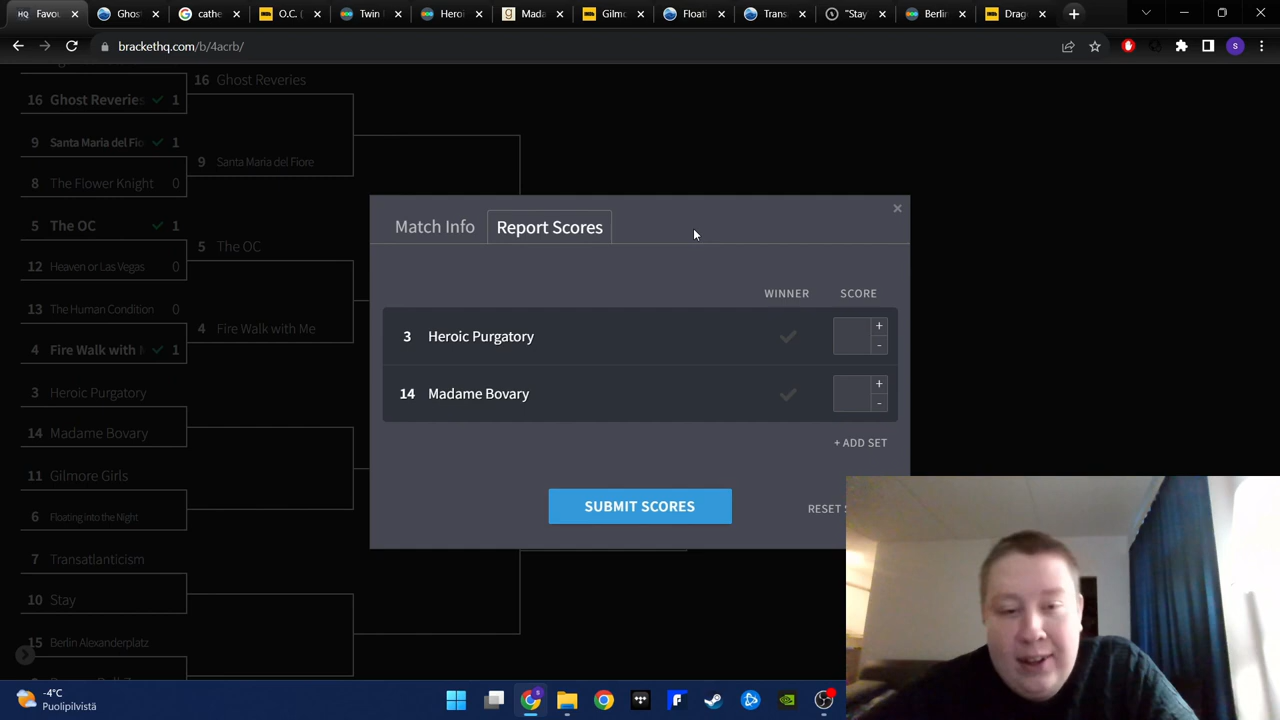 Favou
Ghost
cathe
O.C. (
Twin
Heroi
Mada
Gilmo
Floati
Trans
"Stay
Berlin
Drag
brackethq.com/b/4acrb/
16 Ghost Reveries 1
16 Ghost Reveries
9 Santa Maria del Fio 1
9 Santa Maria del Fiore
8 The Flower Knight 0
5 The OC 1
5 The OC
12 Heaven or Las Vegas 0
13 The Human Condition 0
4 Fire Walk with Me
4 Fire Walk with 1
3 Heroic Purgatory
14 Madame Bovary
11 Gilmore Girls
6 Floating into the Night
7 Transatlanticism
10 Stay
15 Berlin Alexanderplatz
Match Info
Report Scores
×
WINNER SCORE
3 Heroic Purgatory +
-
14 Madame Bovary +
-
+ ADD SET
SUBMIT SCORES
RESET
-4°C
Puolipilvistä